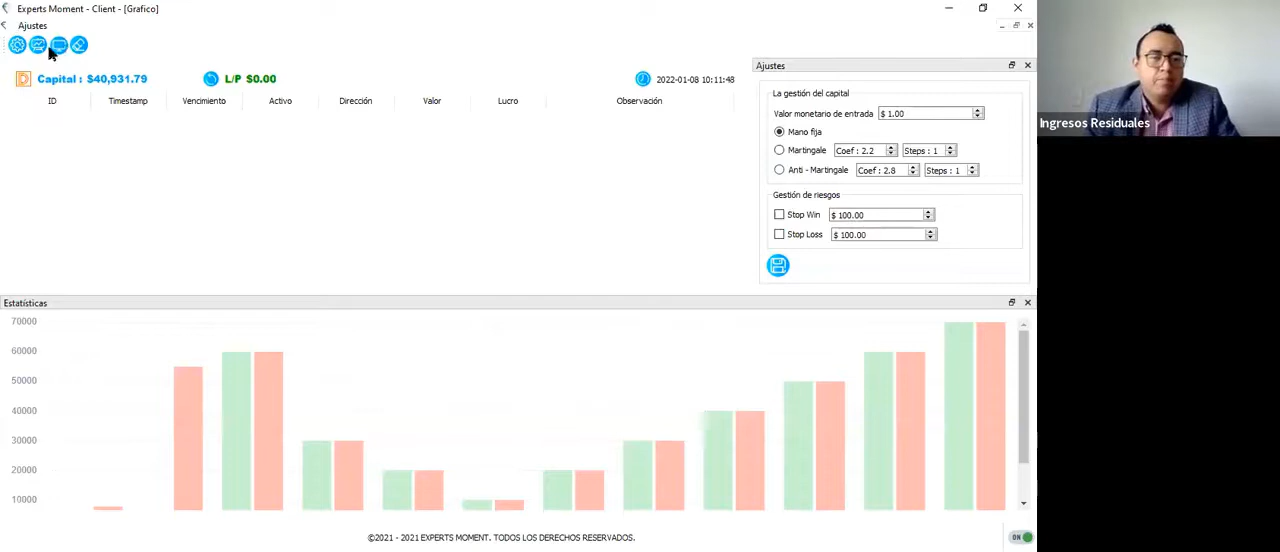 Experts Moment - Client - [Grafico]
Ajustes
Capital : $40,931.79
L/P $0.00
2022-01-08 10:11:48
ID Timestamp Vencimiento Activo Dirección Valor Lucro Observación
Ajustes
La gestión del capital
Valor monetario de entrada $ 1.00
Mano fija
Martingale Coef : 2.2 Steps : 1
Anti - Martingale Coef : 2.8 Steps : 1
Gestión de riesgos
Stop Win $ 100.00
Stop Loss $ 100.00
Ingresos Residuales
Estatísticas
70000
60000
50000
40000
30000
20000
10000
©2021 - 2021 EXPERTS MOMENT. TODOS LOS DERECHOS RESERVADOS.
ON